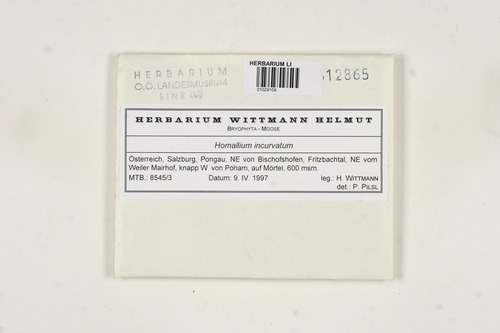 HERBARIUM LI
01029109
HERBARIUM
O.Ö. LANDESMUSEUM
LINZ
12865
HERBARIUM WITTMANN HELMUT
BRYOPHYTA - MOOSE
Homallium incurvatum
Österreich, Salzburg, Pongau, NE von Bischofshofen, Fritzbachtal, NE vom
Weiler Mairhof, knapp W von Pöham, auf Mörtel, 600 msm.
MTB.: 8545/3 Datum: 9. IV. 1997 leg.: H. WITTMANN
det.: P. PILSL